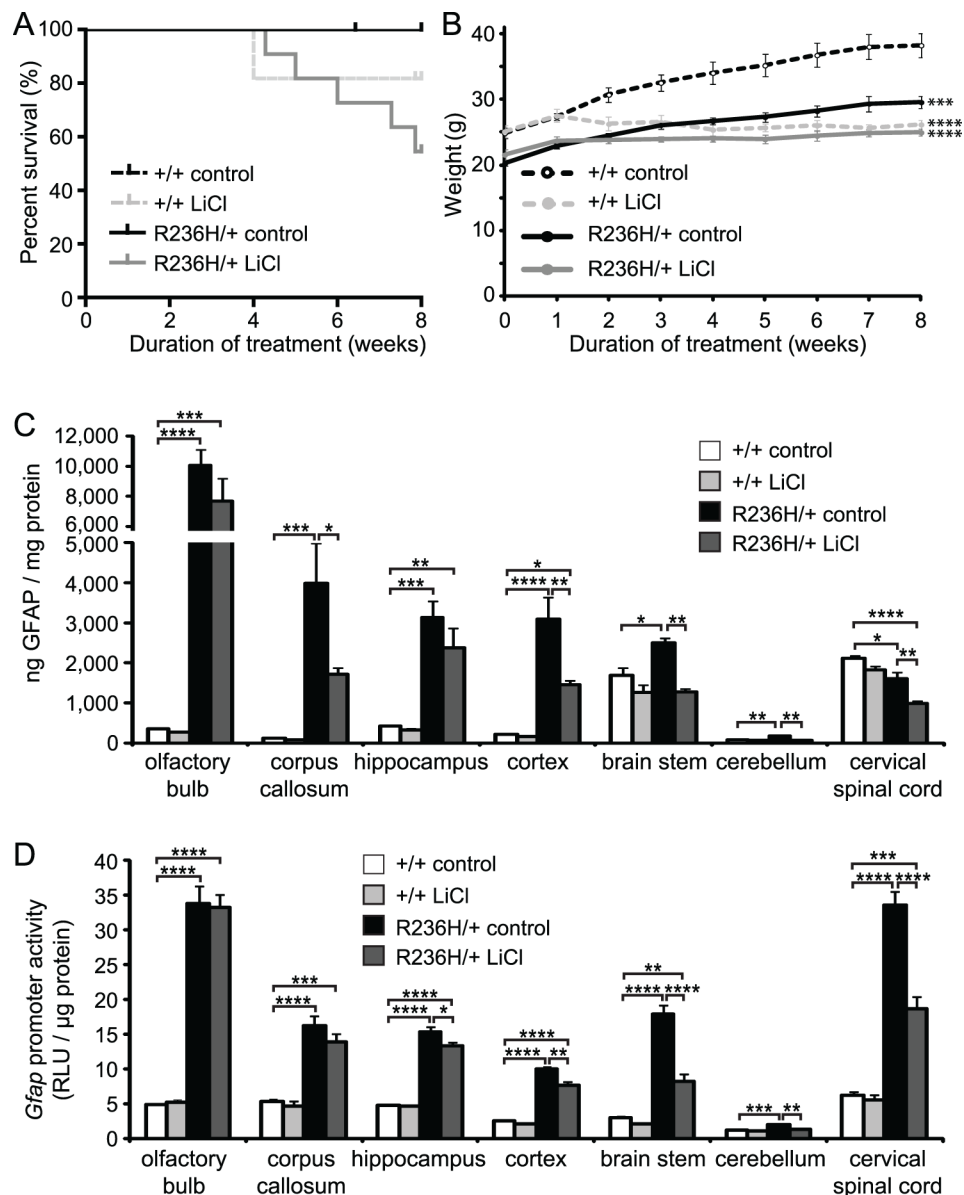 A
Percent survival (%)
100
80
60
40
20
0
+/+ control
+/+ LiCl
R236H/+ control
R236H/+ LiCl
0 2 4 6 8
Duration of treatment (weeks)
B
Weight (g)
40
30
20
10
0
***
****
****
+/+ control
+/+ LiCl
R236H/+ control
R236H/+ LiCl
0 1 2 3 4 5 6 7 8
Duration of treatment (weeks)
C
ng GFAP / mg protein
12,000
10,000
8,000
6,000
5,000
4,000
3,000
2,000
1,000
0
+/+ control
+/+ LiCl
R236H/+ control
R236H/+ LiCl
***
****
*** *
**
***
*
**** **
* **
** **
****
*
**
olfactory bulb
corpus callosum
hippocampus
cortex
brain stem
cerebellum
cervical spinal cord
D
Gfap promoter activity
(RLU / µg protein)
40
35
30
25
20
15
10
5
0
+/+ control
+/+ LiCl
R236H/+ control
R236H/+ LiCl
****
****
***
****
****
**** *
****
**** **
**
**** ****
*** **
***
**** ****
olfactory bulb
corpus callosum
hippocampus
cortex
brain stem
cerebellum
cervical spinal cord